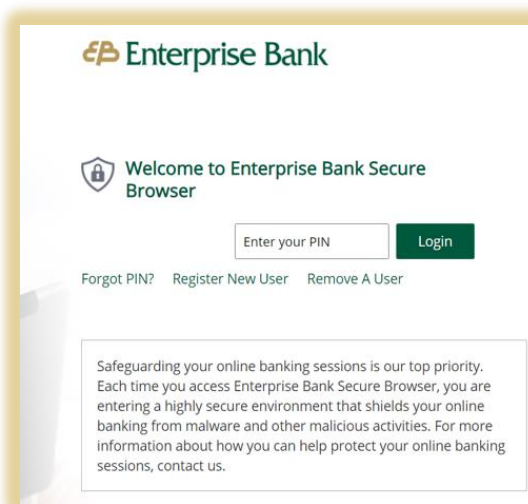 EB Enterprise Bank
Welcome to Enterprise Bank Secure
Browser
Enter your PIN
Login
Forgot PIN? Register New User Remove A User
Safeguarding your online banking sessions is our top priority.
Each time you access Enterprise Bank Secure Browser, you are
entering a highly secure environment that shields your online
banking from malware and other malicious activities. For more
information about how you can help protect your online banking
sessions, contact us.